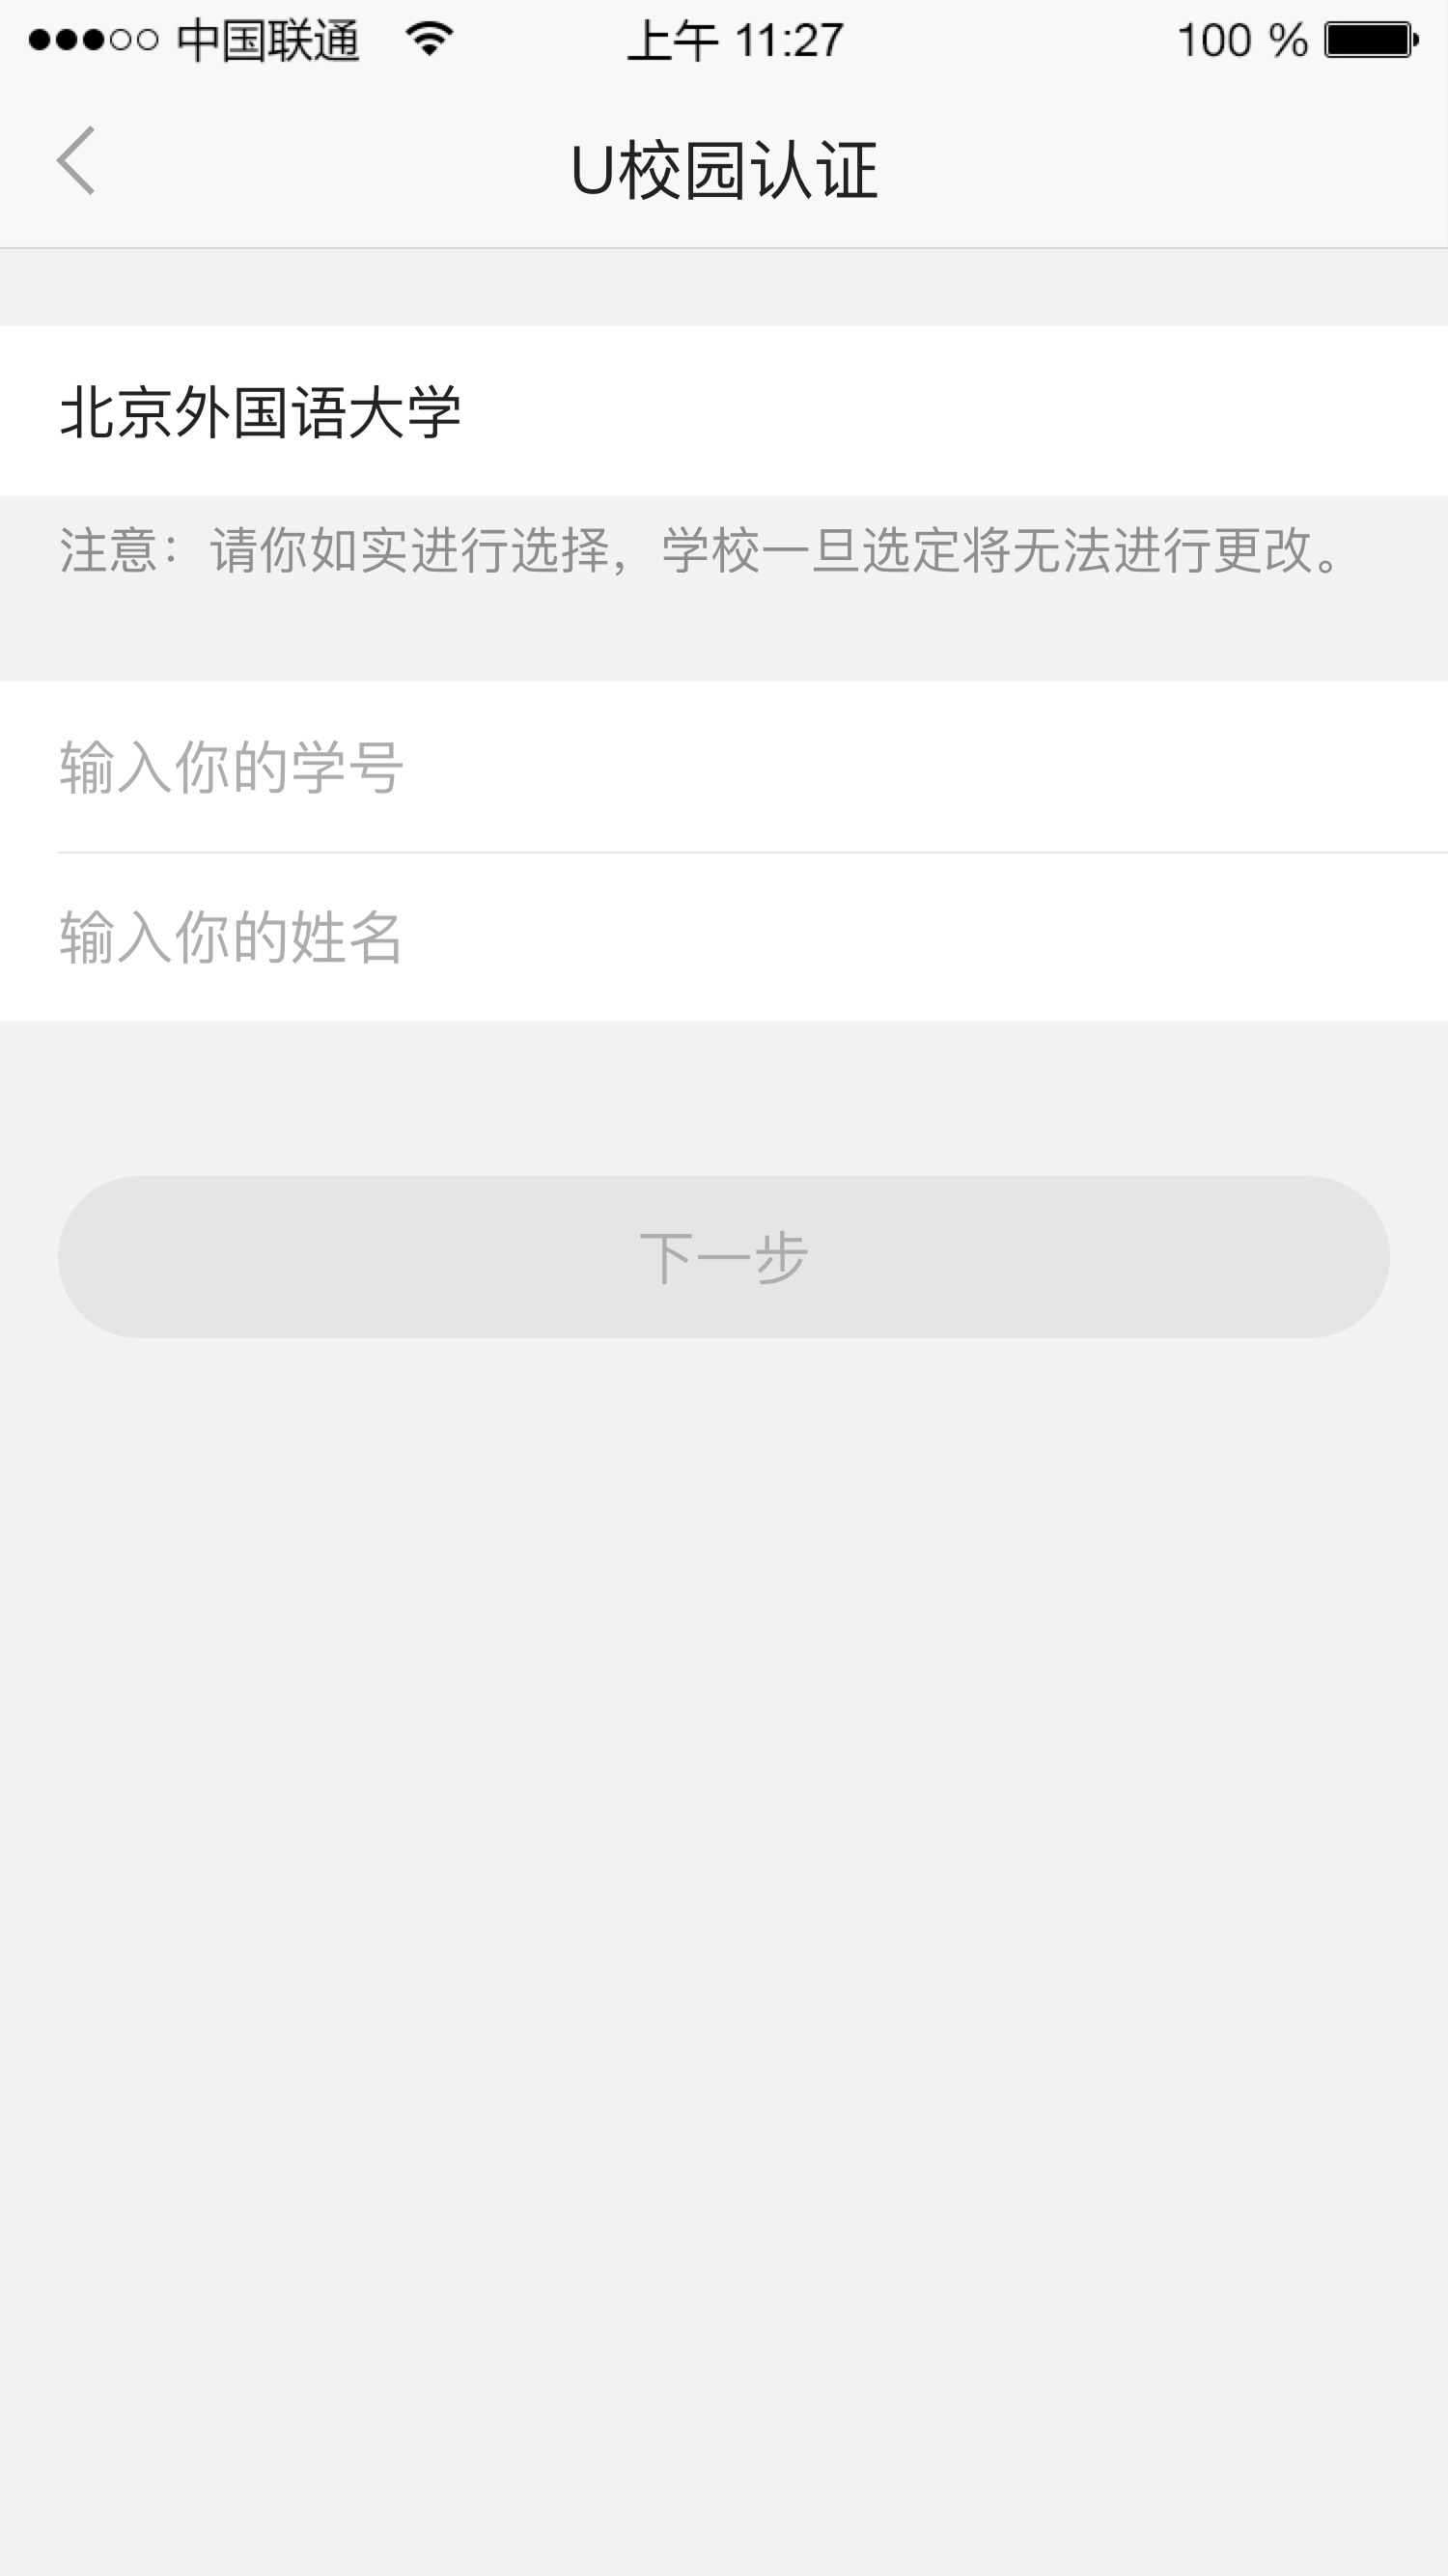 中国联通 上午 11:27 100 %
U校园认证
北京外国语大学
注意：请你如实进行选择，学校一旦选定将无法进行更改。
输入你的学号
输入你的姓名
下一步